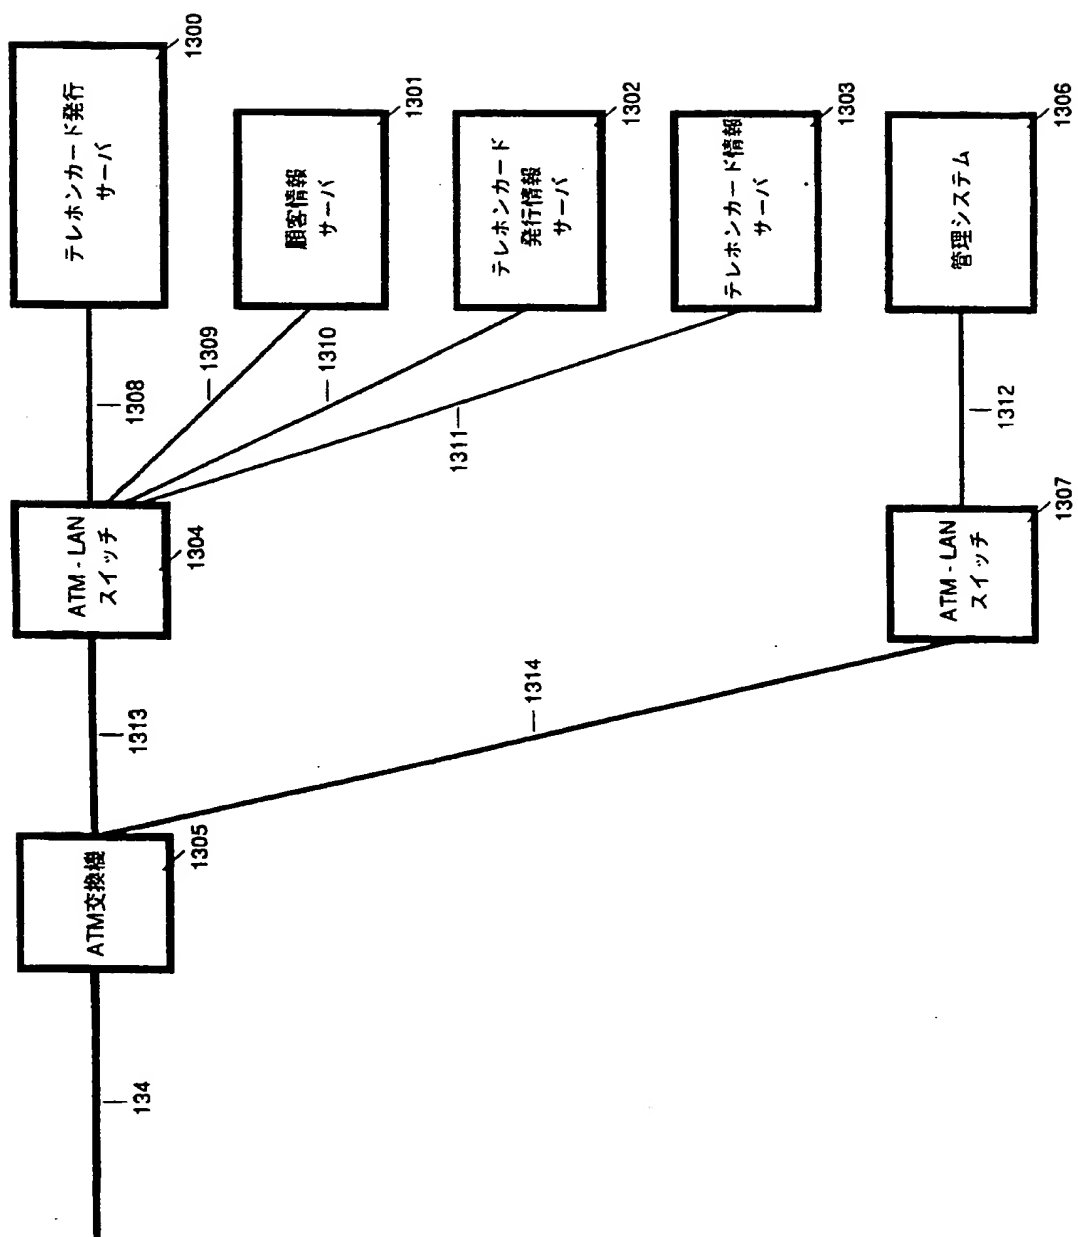 テレホンカード発行
サーバ
1300
顧客情報
サーバ
1301
テレホンカード
発行情報
サーバ
1302
テレホンカード情報
サーバ
1303
管理システム
1306
1308
1309
1310
1311
1312
ATM-LAN
スイッチ
1304
ATM-LAN
スイッチ
1307
1313
1314
ATM交換機
1305
134